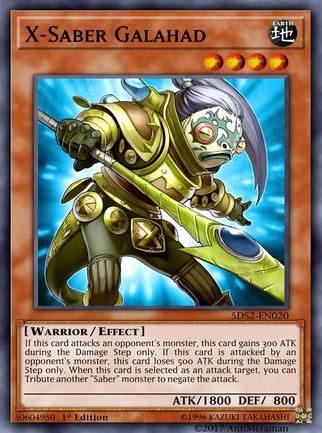 X-Saber Galahad
EARTH
地
5DS2-EN020
[Warrior / Effect]
If this card attacks an opponent's monster, this card gains 300 ATK
during the Damage Step only. If this card is attacked by an
opponent's monster, this card loses 500 ATK during the Damage
Step only. When this card is selected as an attack target, you can
Tribute another "Saber" monster to negate the attack.
ATK/1800 DEF/ 800
50604950 1st Edition ©1996 KAZUKI TAKAHASHI
©2017 AntiMetaman